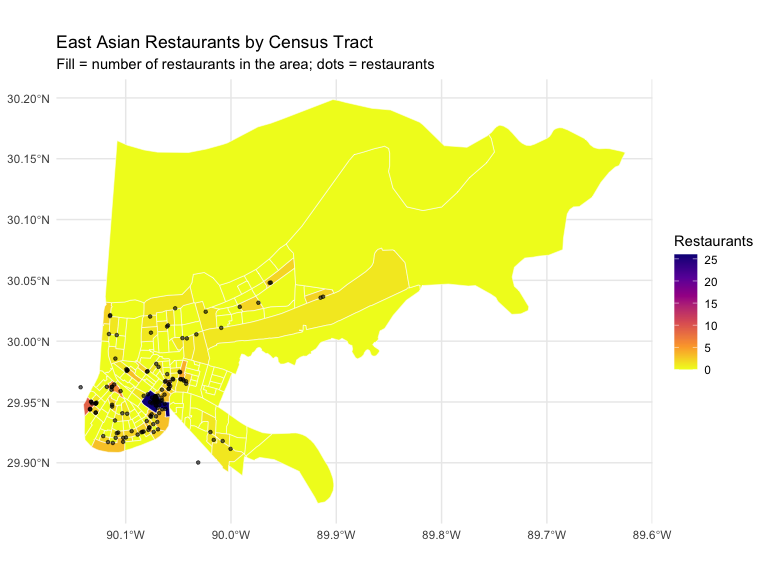 East Asian Restaurants by Census Tract
Fill = number of restaurants in the area; dots = restaurants
30.20°N
30.15°N
30.10°N
30.05°N
30.00°N
29.95°N
29.90°N
90.1°W 90.0°W 89.9°W 89.8°W 89.7°W 89.6°W
Restaurants
25
20
15
10
5
0